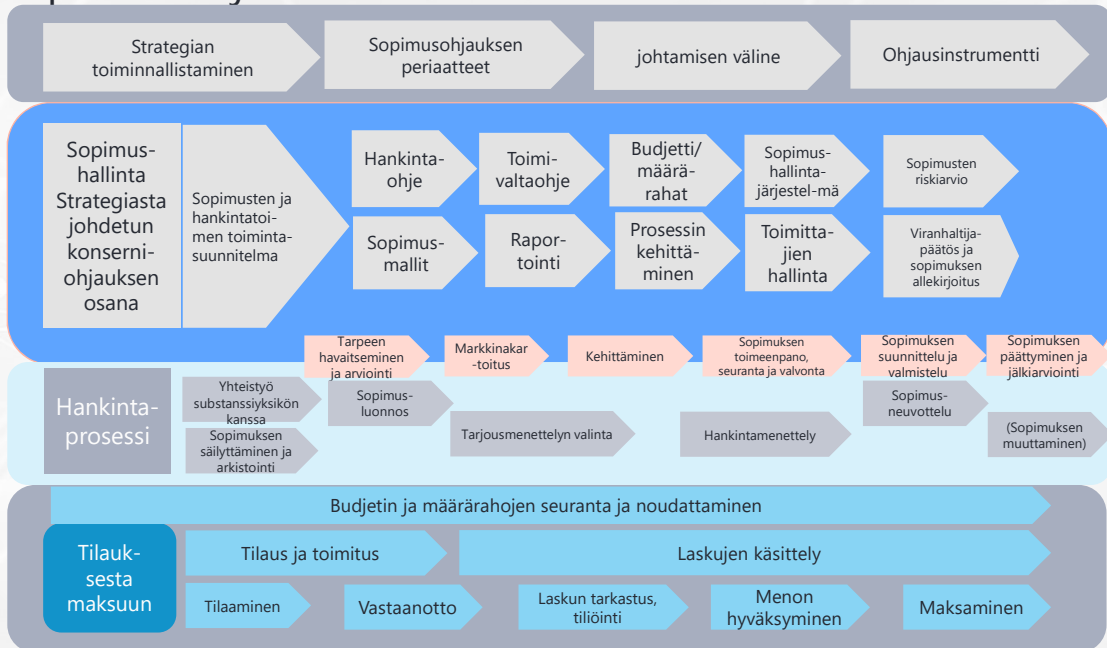 Strategian
toiminnallistaminen
Sopimusohjauksen
periaatteet
johtamisen väline
Ohjausinstrumentti
Sopimus-
hallinta
Strategiasta
johdetun
konserni-
ohjauksen
osana
Sopimusten ja
hankintatoi-
men toiminta-
suunnitelma
Hankinta-
ohje
Toimi-
valtaohje
Budjetti/
määrä-
rahat
Sopimus-
hallinta-
järjestel-mä
Sopimusten
riskiarvio
Sopimus-
mallit
Rapor-
tointi
Prosessin
kehittä-
minen
Toimitta-
jien
hallinta
Viranhaltija-
päätös ja
sopimuksen
allekirjoitus
Tarpeen
havaitseminen
ja arviointi
Markkinakar
-toitus
Kehittäminen
Sopimuksen
toimeenpano,
seuranta ja valvonta
Sopimuksen
suunnittelu ja
valmistelu
Sopimuksen
päättyminen ja
jälkiarviointi
Hankinta-
prosessi
Yhteistyö
substanssiyksikön
kanssa
Sopimus-
luonnos
Sopimus-
neuvottelu
Sopimuksen
säilyttäminen ja
arkistointi
Tarjousmenettelyn valinta
Hankintamenettely
(Sopimuksen
muuttaminen)
Budjetin ja määrärahojen seuranta ja noudattaminen
Tilauk-
sesta
maksuun
Tilaus ja toimitus
Laskujen käsittely
Tilaaminen
Vastaanotto
Laskun tarkastus,
tiliöinti
Menon
hyväksyminen
Maksaminen